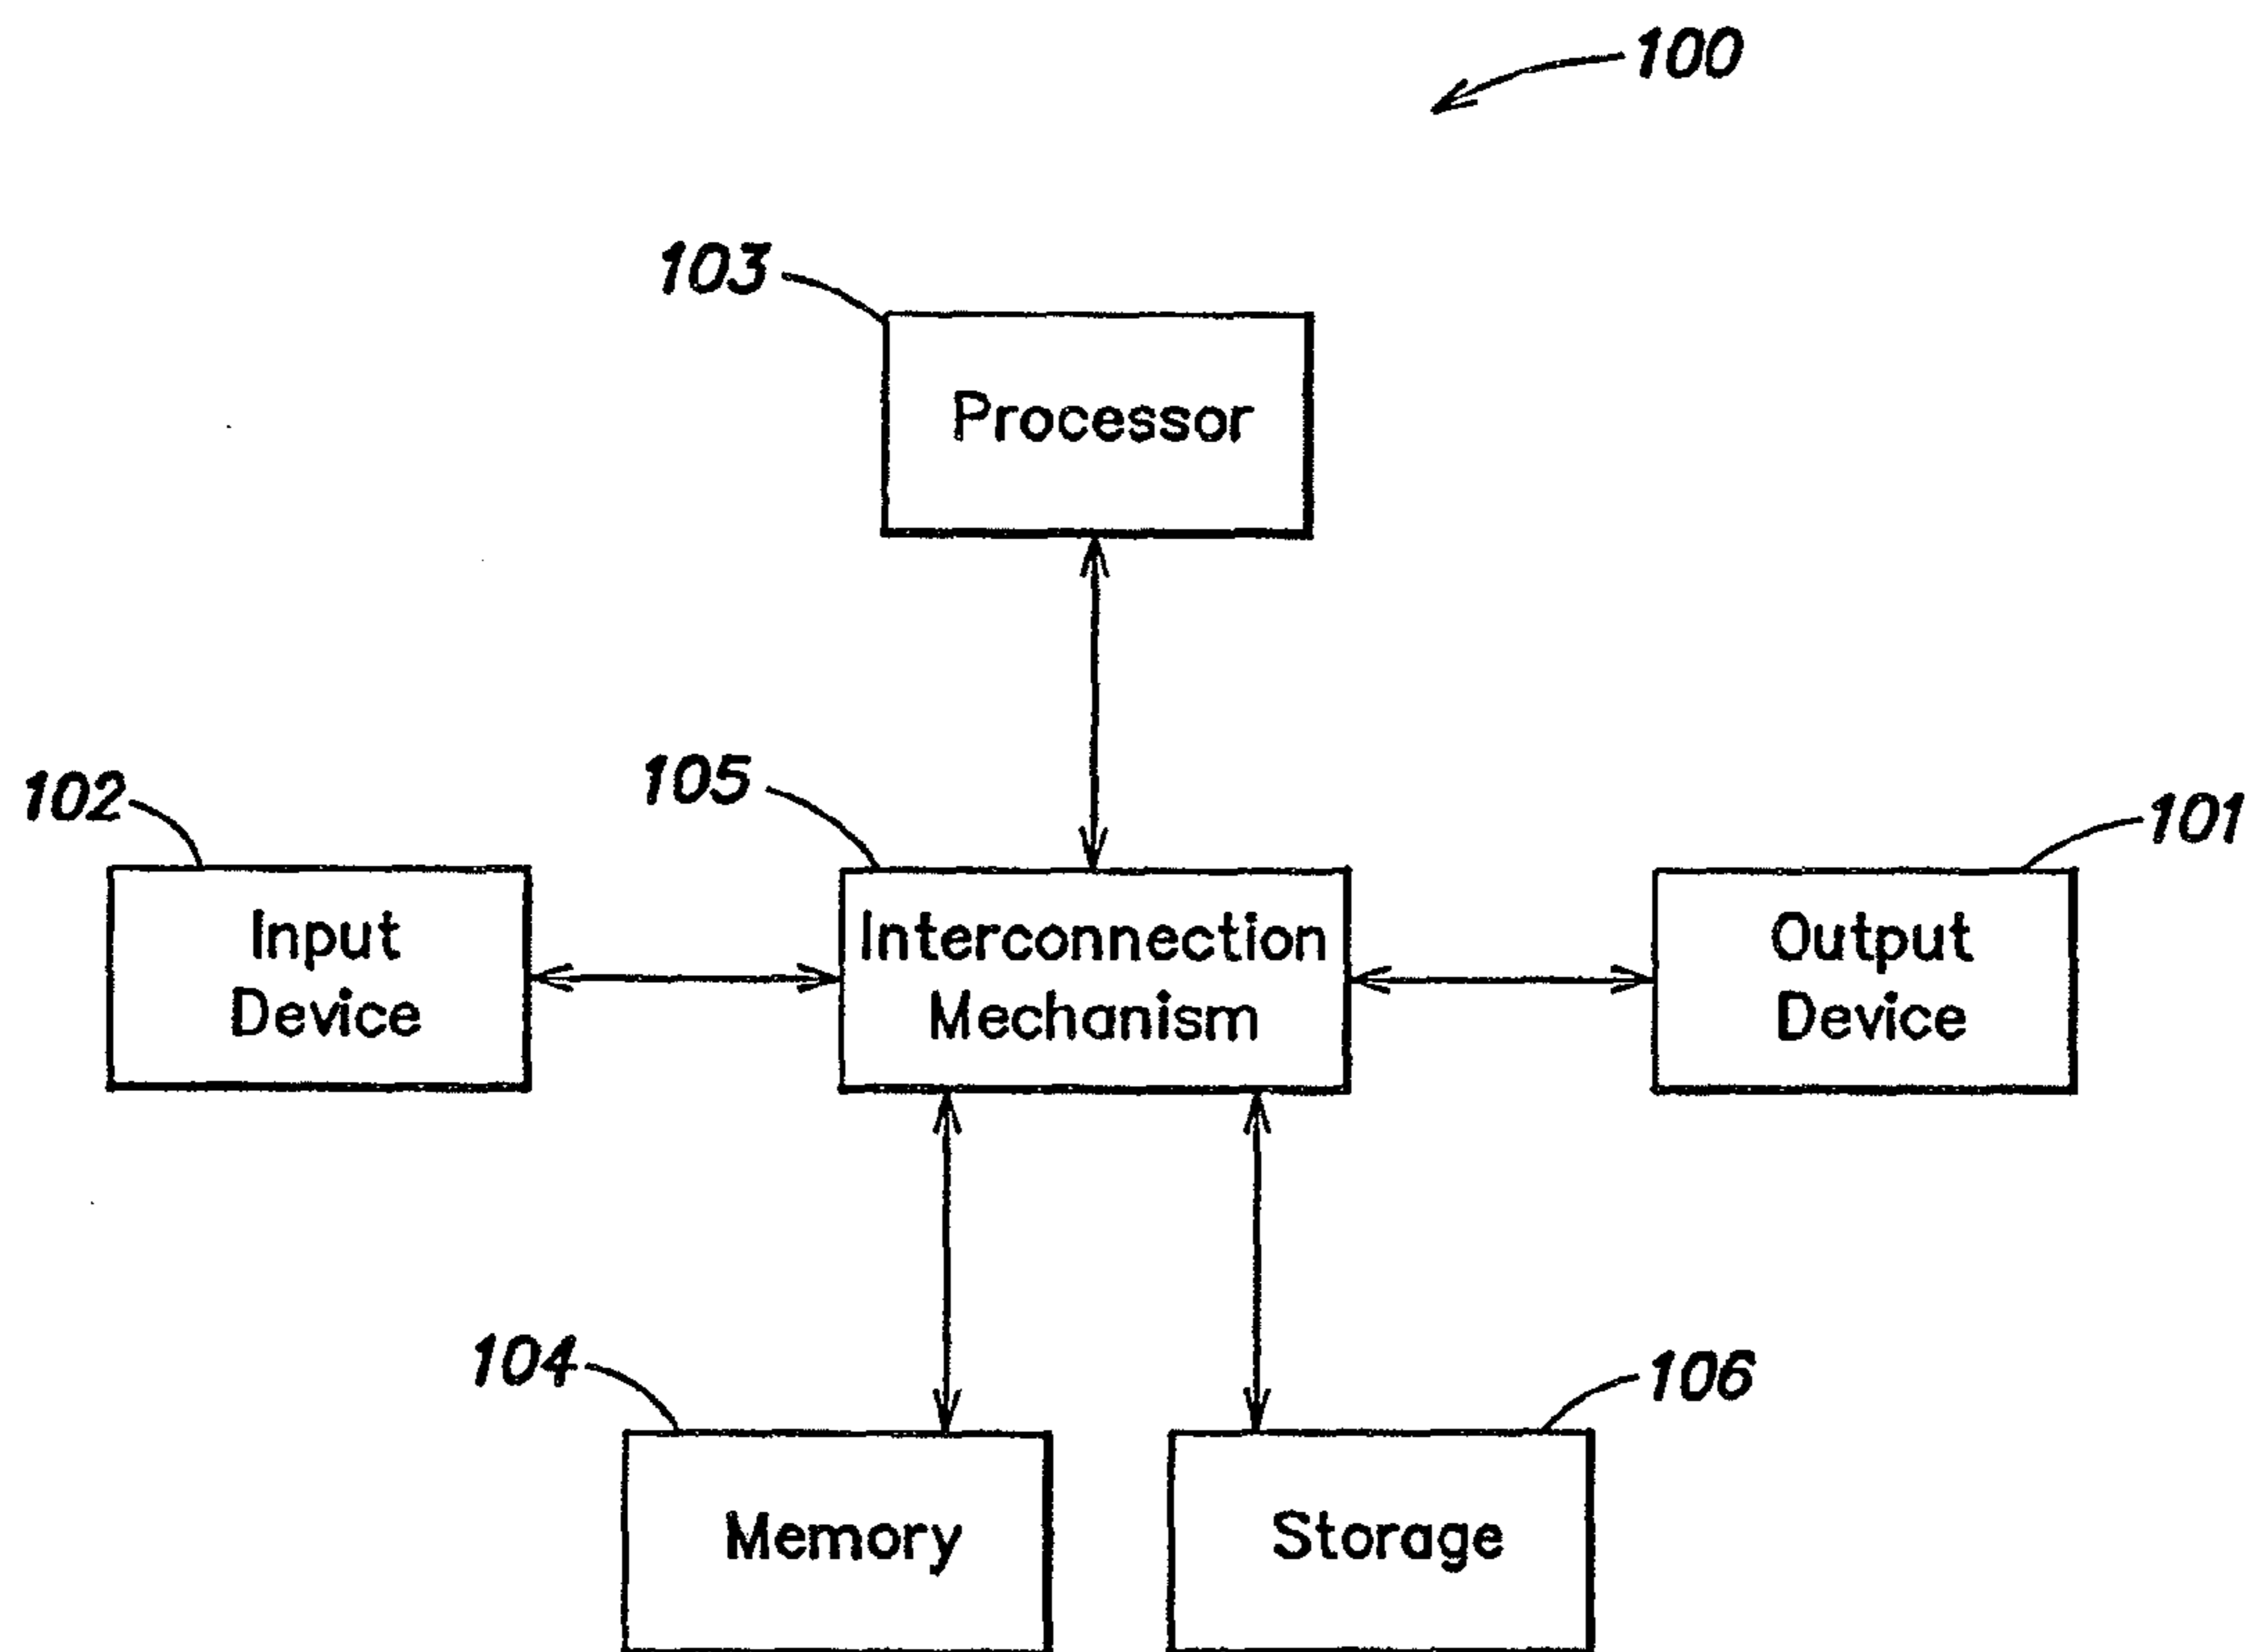 100
103
Processor
102
105
101
Input
Device
Interconnection
Mechanism
Output
Device
104
106
Memory
Storage